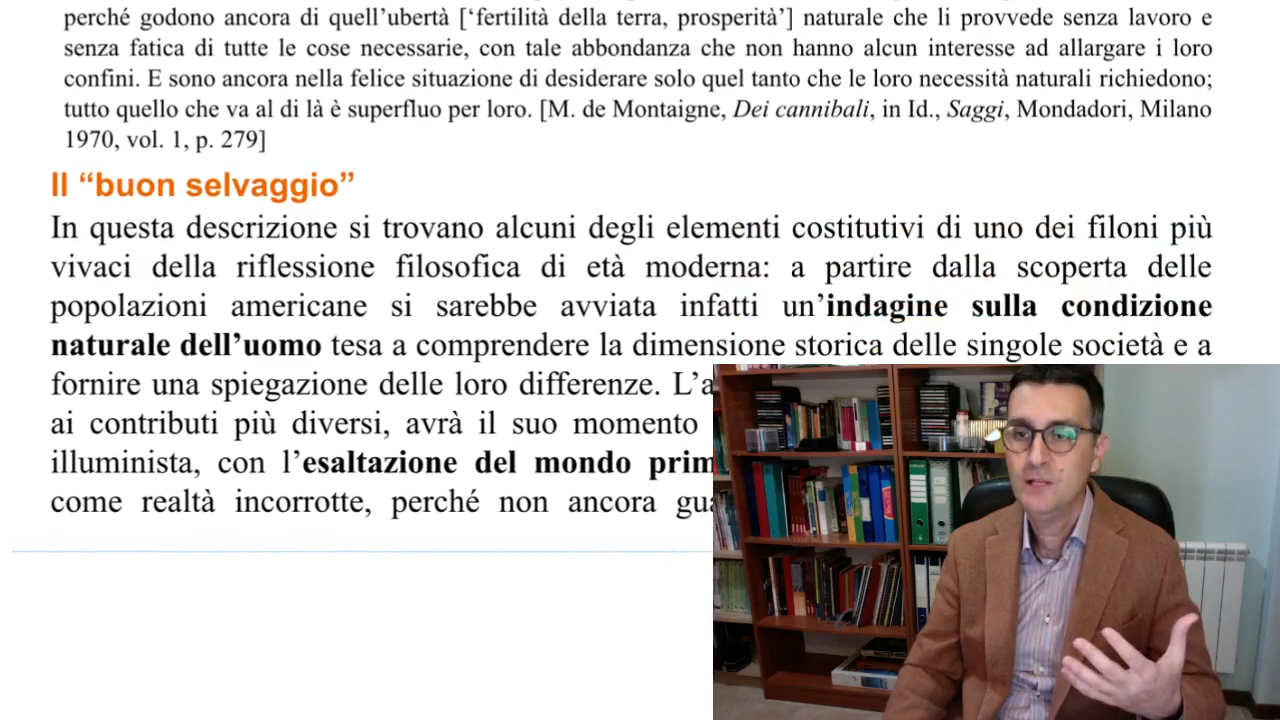 perché godono ancora di quell’ubertà [‘fertilità della terra, prosperità’] naturale che li provvede senza lavoro e
senza fatica di tutte le cose necessarie, con tale abbondanza che non hanno alcun interesse ad allargare i loro
confini. E sono ancora nella felice situazione di desiderare solo quel tanto che le loro necessità naturali richiedono;
tutto quello che va al di là è superfluo per loro. [M. de Montaigne, Dei cannibali, in Id., Saggi, Mondadori, Milano
1970, vol. 1, p. 279]
Il “buon selvaggio”
In questa descrizione si trovano alcuni degli elementi costitutivi di uno dei filoni più
vivaci della riflessione filosofica di età moderna: a partire dalla scoperta delle
popolazioni americane si sarebbe avviata infatti un’indagine sulla condizione
naturale dell’uomo tesa a comprendere la dimensione storica delle singole società e a
fornire una spiegazione delle loro differenze. L’a
ai contributi più diversi, avrà il suo momento
illuminista, con l’esaltazione del mondo prim
come realtà incorrotte, perché non ancora gua